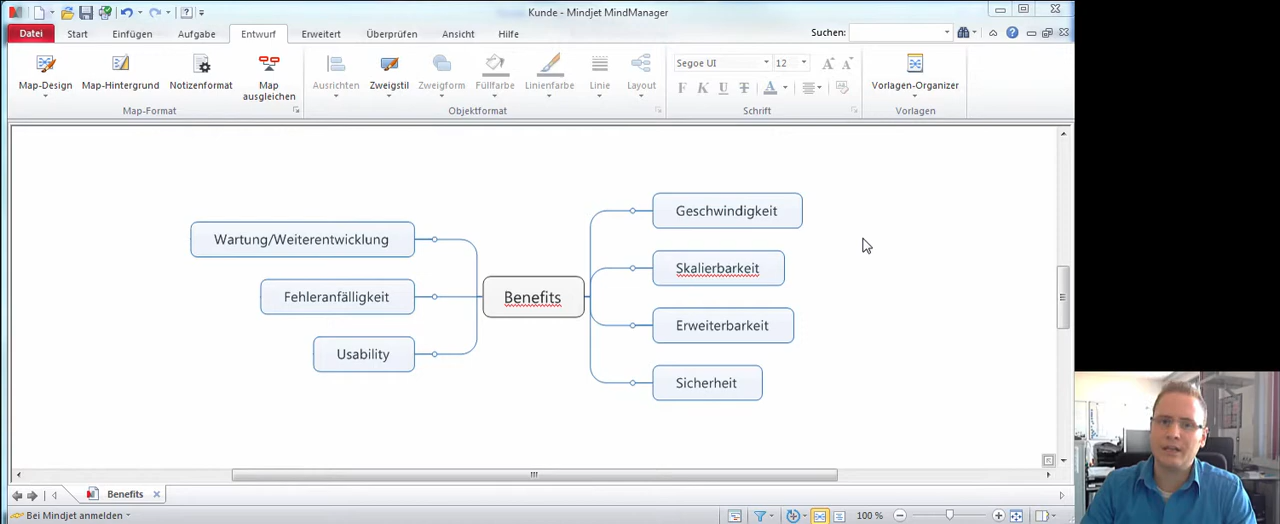 Kunde - Mindjet MindManager
Datei Start Einfügen Aufgabe Entwurf Erweitert Überprüfen Ansicht Hilfe Suchen:
Map-Design Map-Hintergrund Notizenformat Map ausgleichen Ausrichten Zweigstil Zweigform Füllfarbe Linienfarbe Linie Layout Segoe UI 12 Vorlagen-Organizer
F K U T A
Map-Format Objektformat Schrift Vorlagen
Geschwindigkeit
Wartung/Weiterentwicklung
Skalierbarkeit
Fehleranfälligkeit
Benefits
Erweiterbarkeit
Usability
Sicherheit
Benefits
Bei Mindjet anmelden 100 %